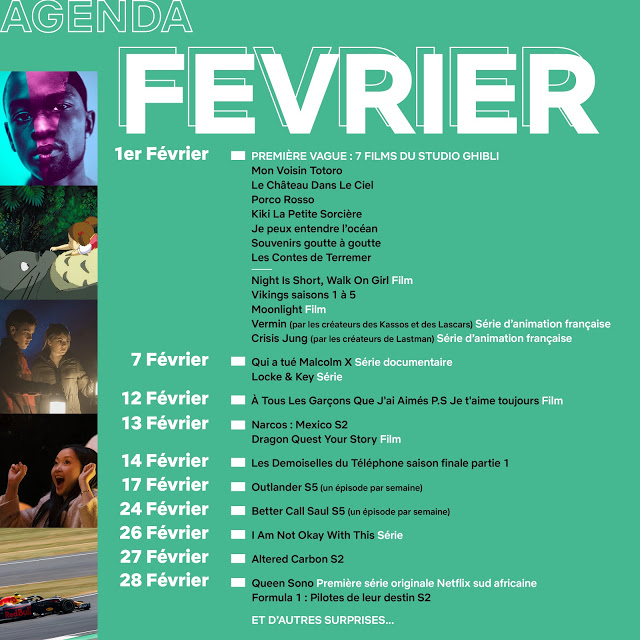 AGENDA
FEVRIER
1er Février
PREMIÈRE VAGUE : 7 FILMS DU STUDIO GHIBLI
Mon Voisin Totoro
Le Château Dans Le Ciel
Porco Rosso
Kiki La Petite Sorcière
Je peux entendre l'océan
Souvenirs goutte à goutte
Les Contes de Terremer
Night Is Short, Walk On Girl Film
Vikings saisons 1 à 5
Moonlight Film
Vermin (par les créateurs des Kassos et des Lascars) Série d'animation française
Crisis Jung (par les créateurs de Lastman) Série d'animation française
7 Février
Qui a tué Malcolm X Série documentaire
Locke & Key Série
12 Février
À Tous Les Garçons Que J'ai Aimés P.S Je t'aime toujours Film
13 Février
Narcos : Mexico S2
Dragon Quest Your Story Film
14 Février
Les Demoiselles du Téléphone saison finale partie 1
17 Février
Outlander S5 (un épisode par semaine)
24 Février
Better Call Saul S5 (un épisode par semaine)
26 Février
I Am Not Okay With This Série
27 Février
Altered Carbon S2
28 Février
Queen Sono Première série originale Netflix sud africaine
Formula 1 : Pilotes de leur destin S2
ET D'AUTRES SURPRISES...
Red Bull